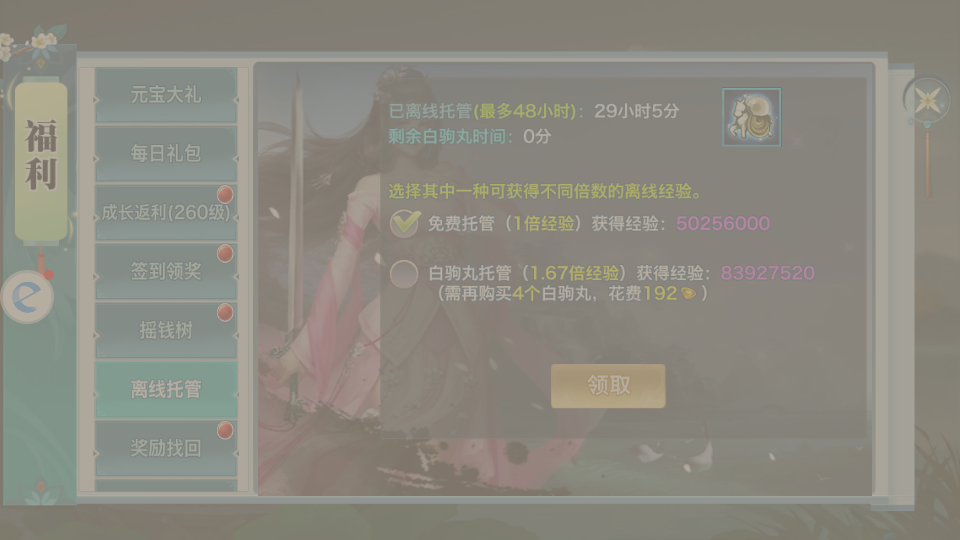 福利
元宝大礼
每日礼包
成长返利(260级)
签到领奖
摇钱树
离线托管
奖励找回
已离线托管(最多48小时)：29小时5分
剩余白驹丸时间：0分
选择其中一种可获得不同倍数的离线经验。
免费托管（1倍经验）获得经验：50256000
白驹丸托管（1.67倍经验）获得经验：83927520
（需再购买4个白驹丸，花费192）
领取